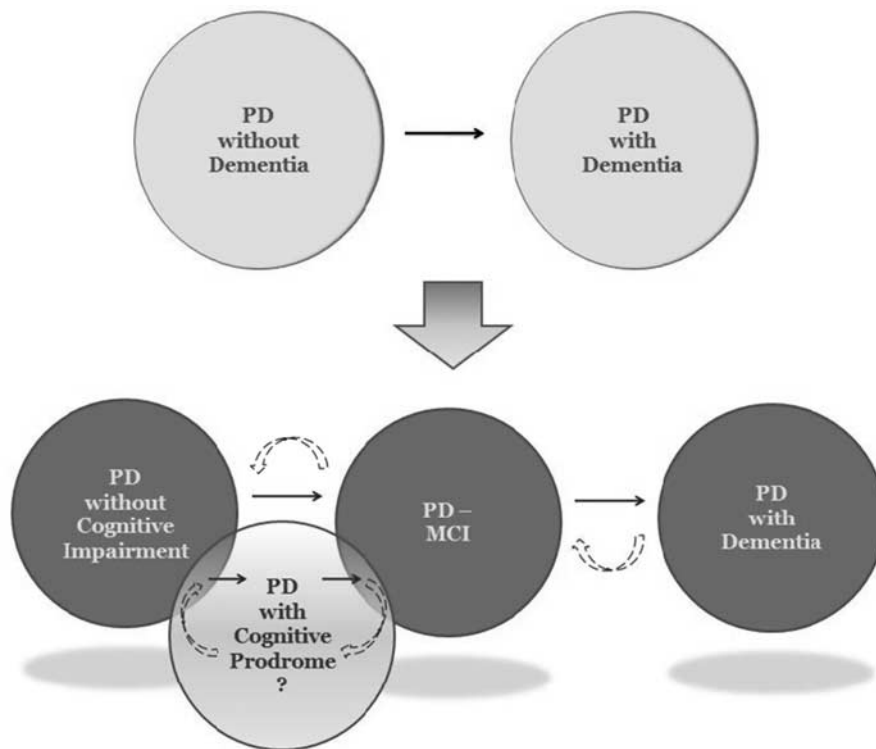 PD
without
Dementia
PD
with
Dementia
PD
without
Cognitive
Impairment
PD –
MCI
PD
with
Dementia
PD
with
Cognitive
Prodrome
?